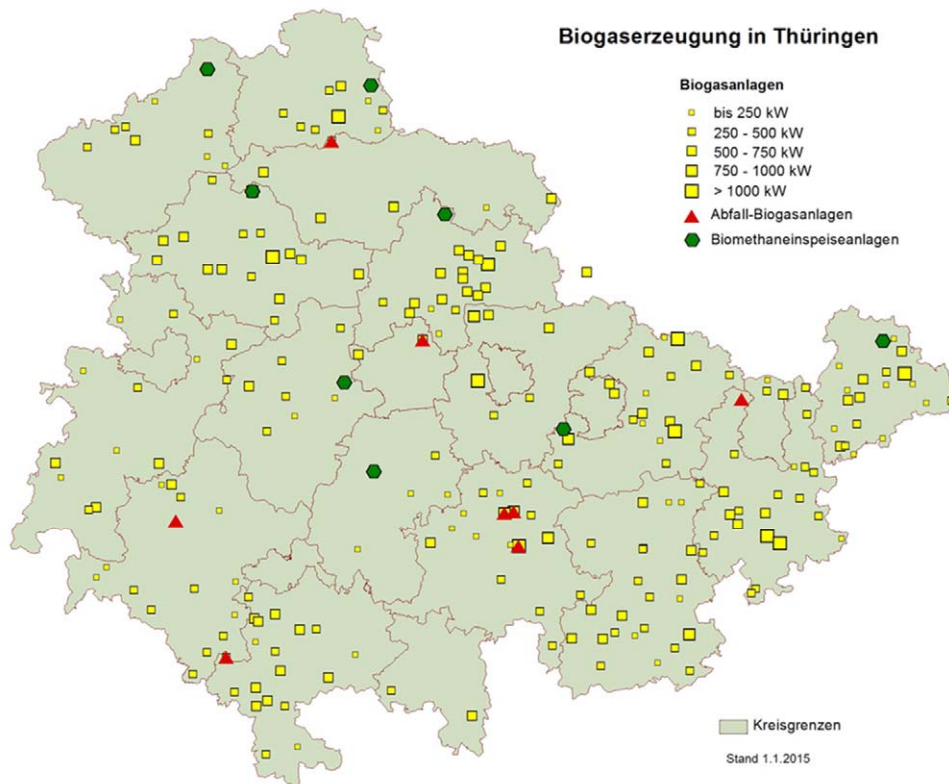 Biogaserzeugung in Thüringen
Biogasanlagen
bis 250 kW
250 - 500 kW
500 - 750 kW
750 - 1000 kW
> 1000 kW
Abfall-Biogasanlagen
Biomethaneinspeiseanlagen
Kreisgrenzen
Stand 1.1.2015